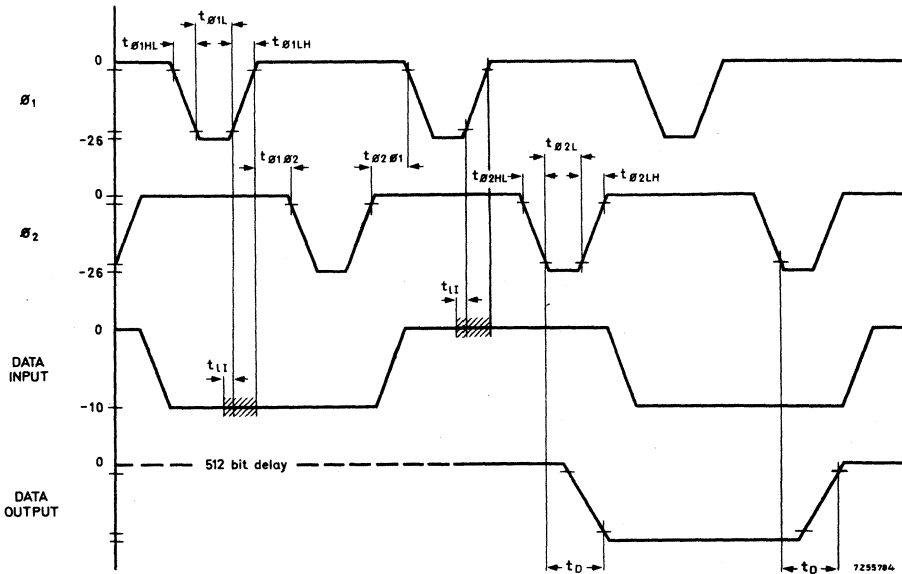 tØ1L
tØ1HL
tØ1LH
0
Ø1
-26
tØ1Ø2
tØ2Ø1
tØ2HL
tØ2L
tØ2LH
0
Ø2
-26
tlI
0
DATA
INPUT
tlI
-10
0
512 bit delay
DATA
OUTPUT
tD
tD
7Z55784